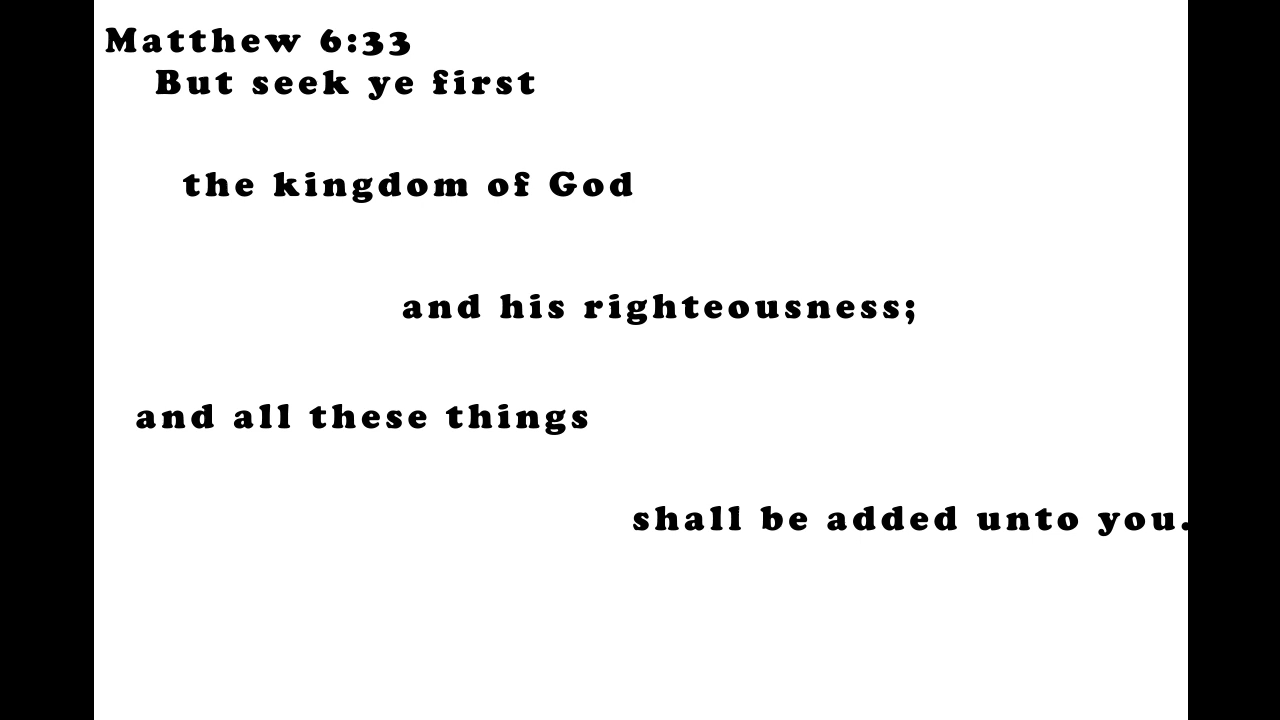 Matthew 6:33
But seek ye first
the kingdom of God
and his righteousness;
and all these things
shall be added unto you.